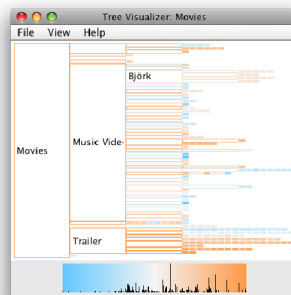 Tree Visualizer: Movies
File View Help
Björk
Movies
Music Vide-
Trailer